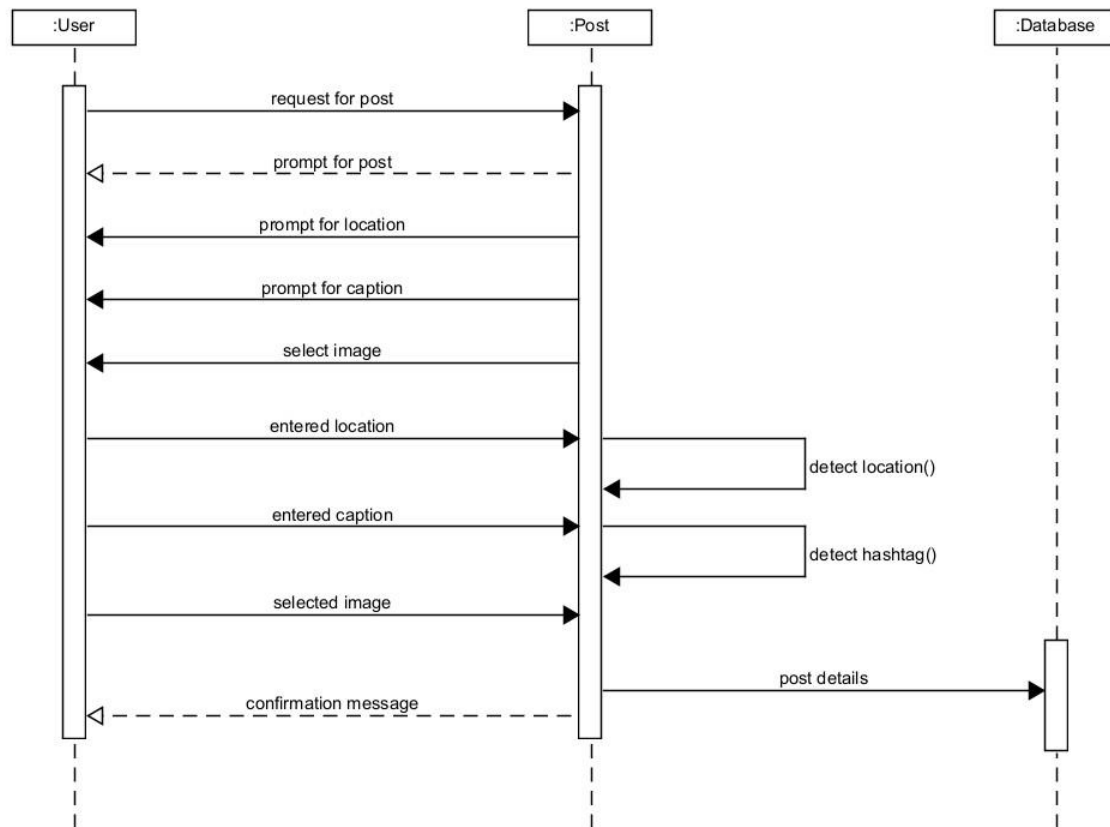 :User
:Post
:Database
request for post
prompt for post
prompt for location
prompt for caption
select image
entered location
detect location()
entered caption
detect hashtag()
selected image
post details
confirmation message